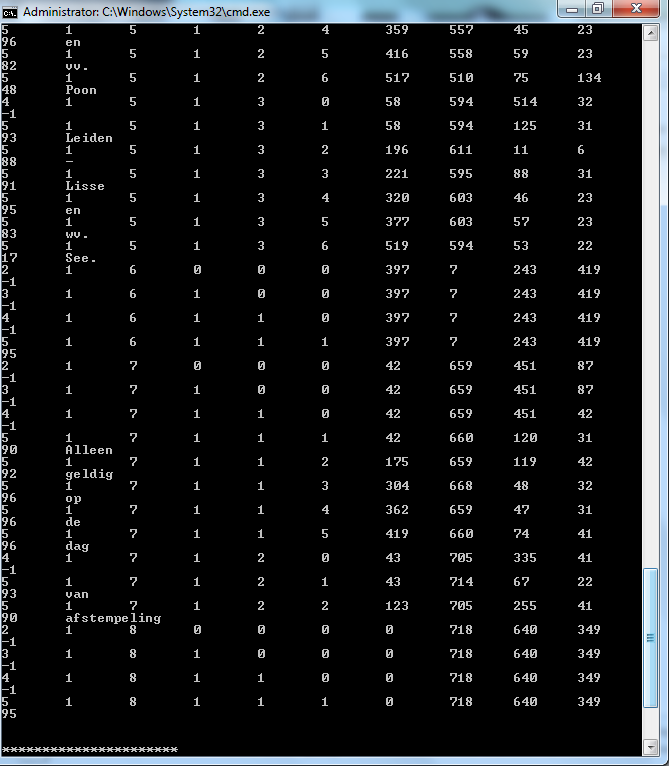 Administrator: C:\Windows\System32\cmd.exe
5 1 5 1 2 4 359 557 45 23
96 en
5 1 5 1 2 5 416 558 59 23
82 vv.
5 1 5 1 2 6 517 510 75 134
48 Poon
4 1 5 1 3 0 58 594 514 32
-1
5 1 5 1 3 1 58 594 125 31
93 Leiden
5 1 5 1 3 2 196 611 11 6
88 -
5 1 5 1 3 3 221 595 88 31
91 Lisse
5 1 5 1 3 4 320 603 46 23
95 en
5 1 5 1 3 5 377 603 57 23
83 wv.
5 1 5 1 3 6 519 594 53 22
17 See.
2 1 6 0 0 0 397 7 243 419
-1
3 1 6 1 0 0 397 7 243 419
-1
4 1 6 1 1 0 397 7 243 419
-1
5 1 6 1 1 1 397 7 243 419
95
2 1 7 0 0 0 42 659 451 87
-1
3 1 7 1 0 0 42 659 451 87
-1
4 1 7 1 1 0 42 659 451 42
-1
5 1 7 1 1 1 42 660 120 31
90 Alleen
5 1 7 1 1 2 175 659 119 42
92 geldig
5 1 7 1 1 3 304 668 48 32
96 op
5 1 7 1 1 4 362 659 47 31
96 de
5 1 7 1 1 5 419 660 74 41
96 dag
4 1 7 1 2 0 43 705 335 41
-1
5 1 7 1 2 1 43 714 67 22
93 van
5 1 7 1 2 2 123 705 255 41
90 afstempeling
2 1 8 0 0 0 0 718 640 349
-1
3 1 8 1 0 0 0 718 640 349
-1
4 1 8 1 1 0 0 718 640 349
-1
5 1 8 1 1 1 0 718 640 349
95
**********************